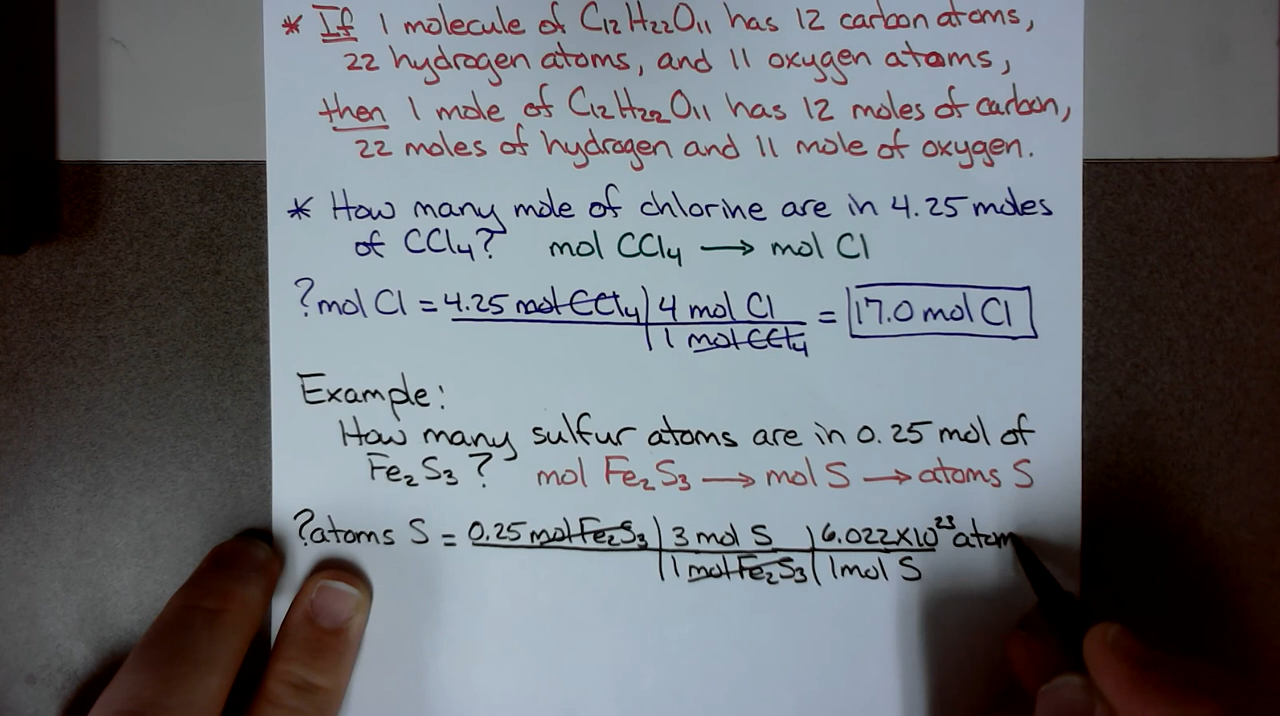 * If 1 molecule of C₁₂H₂₂O₁₁ has 12 carbon atoms,
22 hydrogen atoms, and 11 oxygen atoms,
then 1 mole of C₁₂H₂₂O₁₁ has 12 moles of carbon,
22 moles of hydrogen and 11 mole of oxygen.
* How many mole of chlorine are in 4.25 moles
of CCl₄? mol CCl₄ → mol Cl
?mol Cl = 4.25 mol CCl₄ | 4 mol Cl = 17.0 mol Cl
| 1 mol CCl₄
Example:
How many sulfur atoms are in 0.25 mol of
Fe₂S₃? mol Fe₂S₃ → mol S → atoms S
?atoms S = 0.25 mol Fe₂S₃ | 3 mol S | 6.022×10²³ atom
| 1 mol Fe₂S₃ | 1 mol S